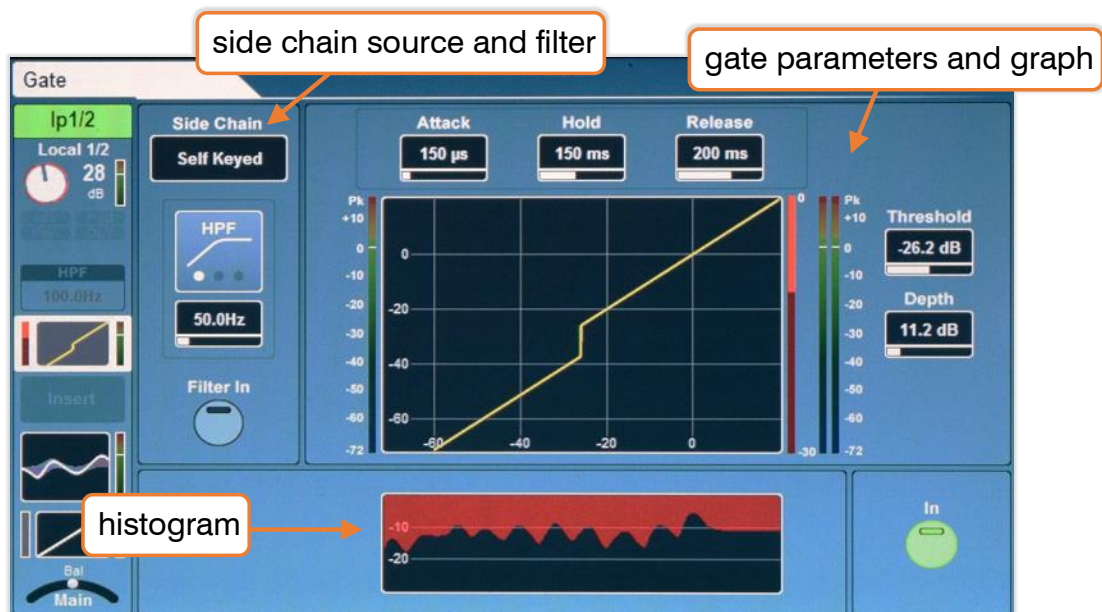 side chain source and filter
gate parameters and graph
Gate
Ip1/2
Local 1/2
28
dB
HPF
100.0Hz
Insert
Bal
Main
Side Chain
Self Keyed
HPF
50.0Hz
Filter In
Attack
Hold
Release
150 µs
150 ms
200 ms
Pk
+10
0
-10
-20
-30
-40
-50
-60
-72
0
-20
-40
-60
-60
-40
-20
0
0
-30
Pk
+10
0
-10
-20
-30
-40
-50
-60
-72
Threshold
-26.2 dB
Depth
11.2 dB
histogram
-10
-20
In